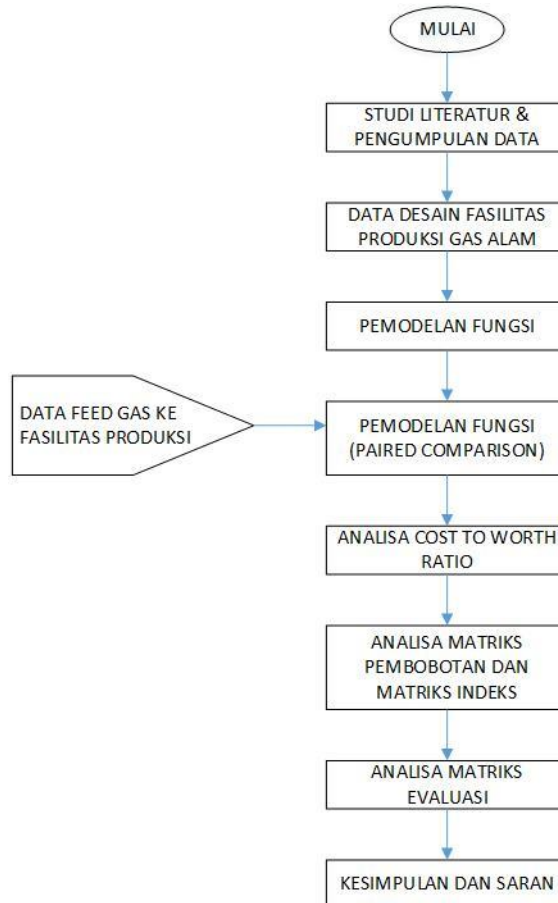 MULAI
STUDI LITERATUR &
PENGUMPULAN DATA
DATA DESAIN FASILITAS
PRODUKSI GAS ALAM
PEMODELAN FUNGSI
DATA FEED GAS KE
FASILITAS PRODUKSI
PEMODELAN FUNGSI
(PAIRED COMPARISON)
ANALISA COST TO WORTH
RATIO
ANALISA MATRIKS
PEMBOBOTAN DAN
MATRIKS INDEKS
ANALISA MATRIKS
EVALUASI
KESIMPULAN DAN SARAN